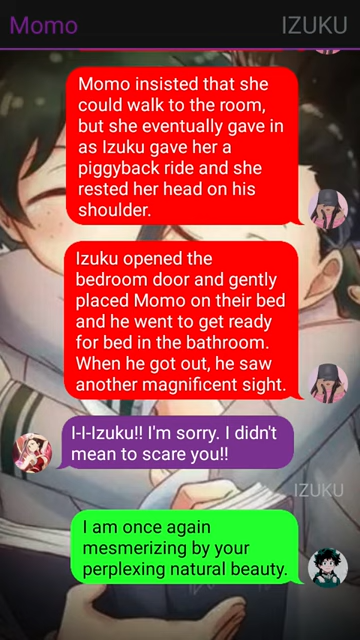 Momo
IZUKU
Momo insisted that she
could walk to the room,
but she eventually gave in
as Izuku gave her a
piggyback ride and she
rested her head on his
shoulder.
Izuku opened the
bedroom door and gently
placed Momo on their bed
and he went to get ready
for bed in the bathroom.
When he got out, he saw
another magnificent sight.
I-I-Izuku!! I'm sorry. I didn't
mean to scare you!!
IZUKU
I am once again
mesmerizing by your
perplexing natural beauty.